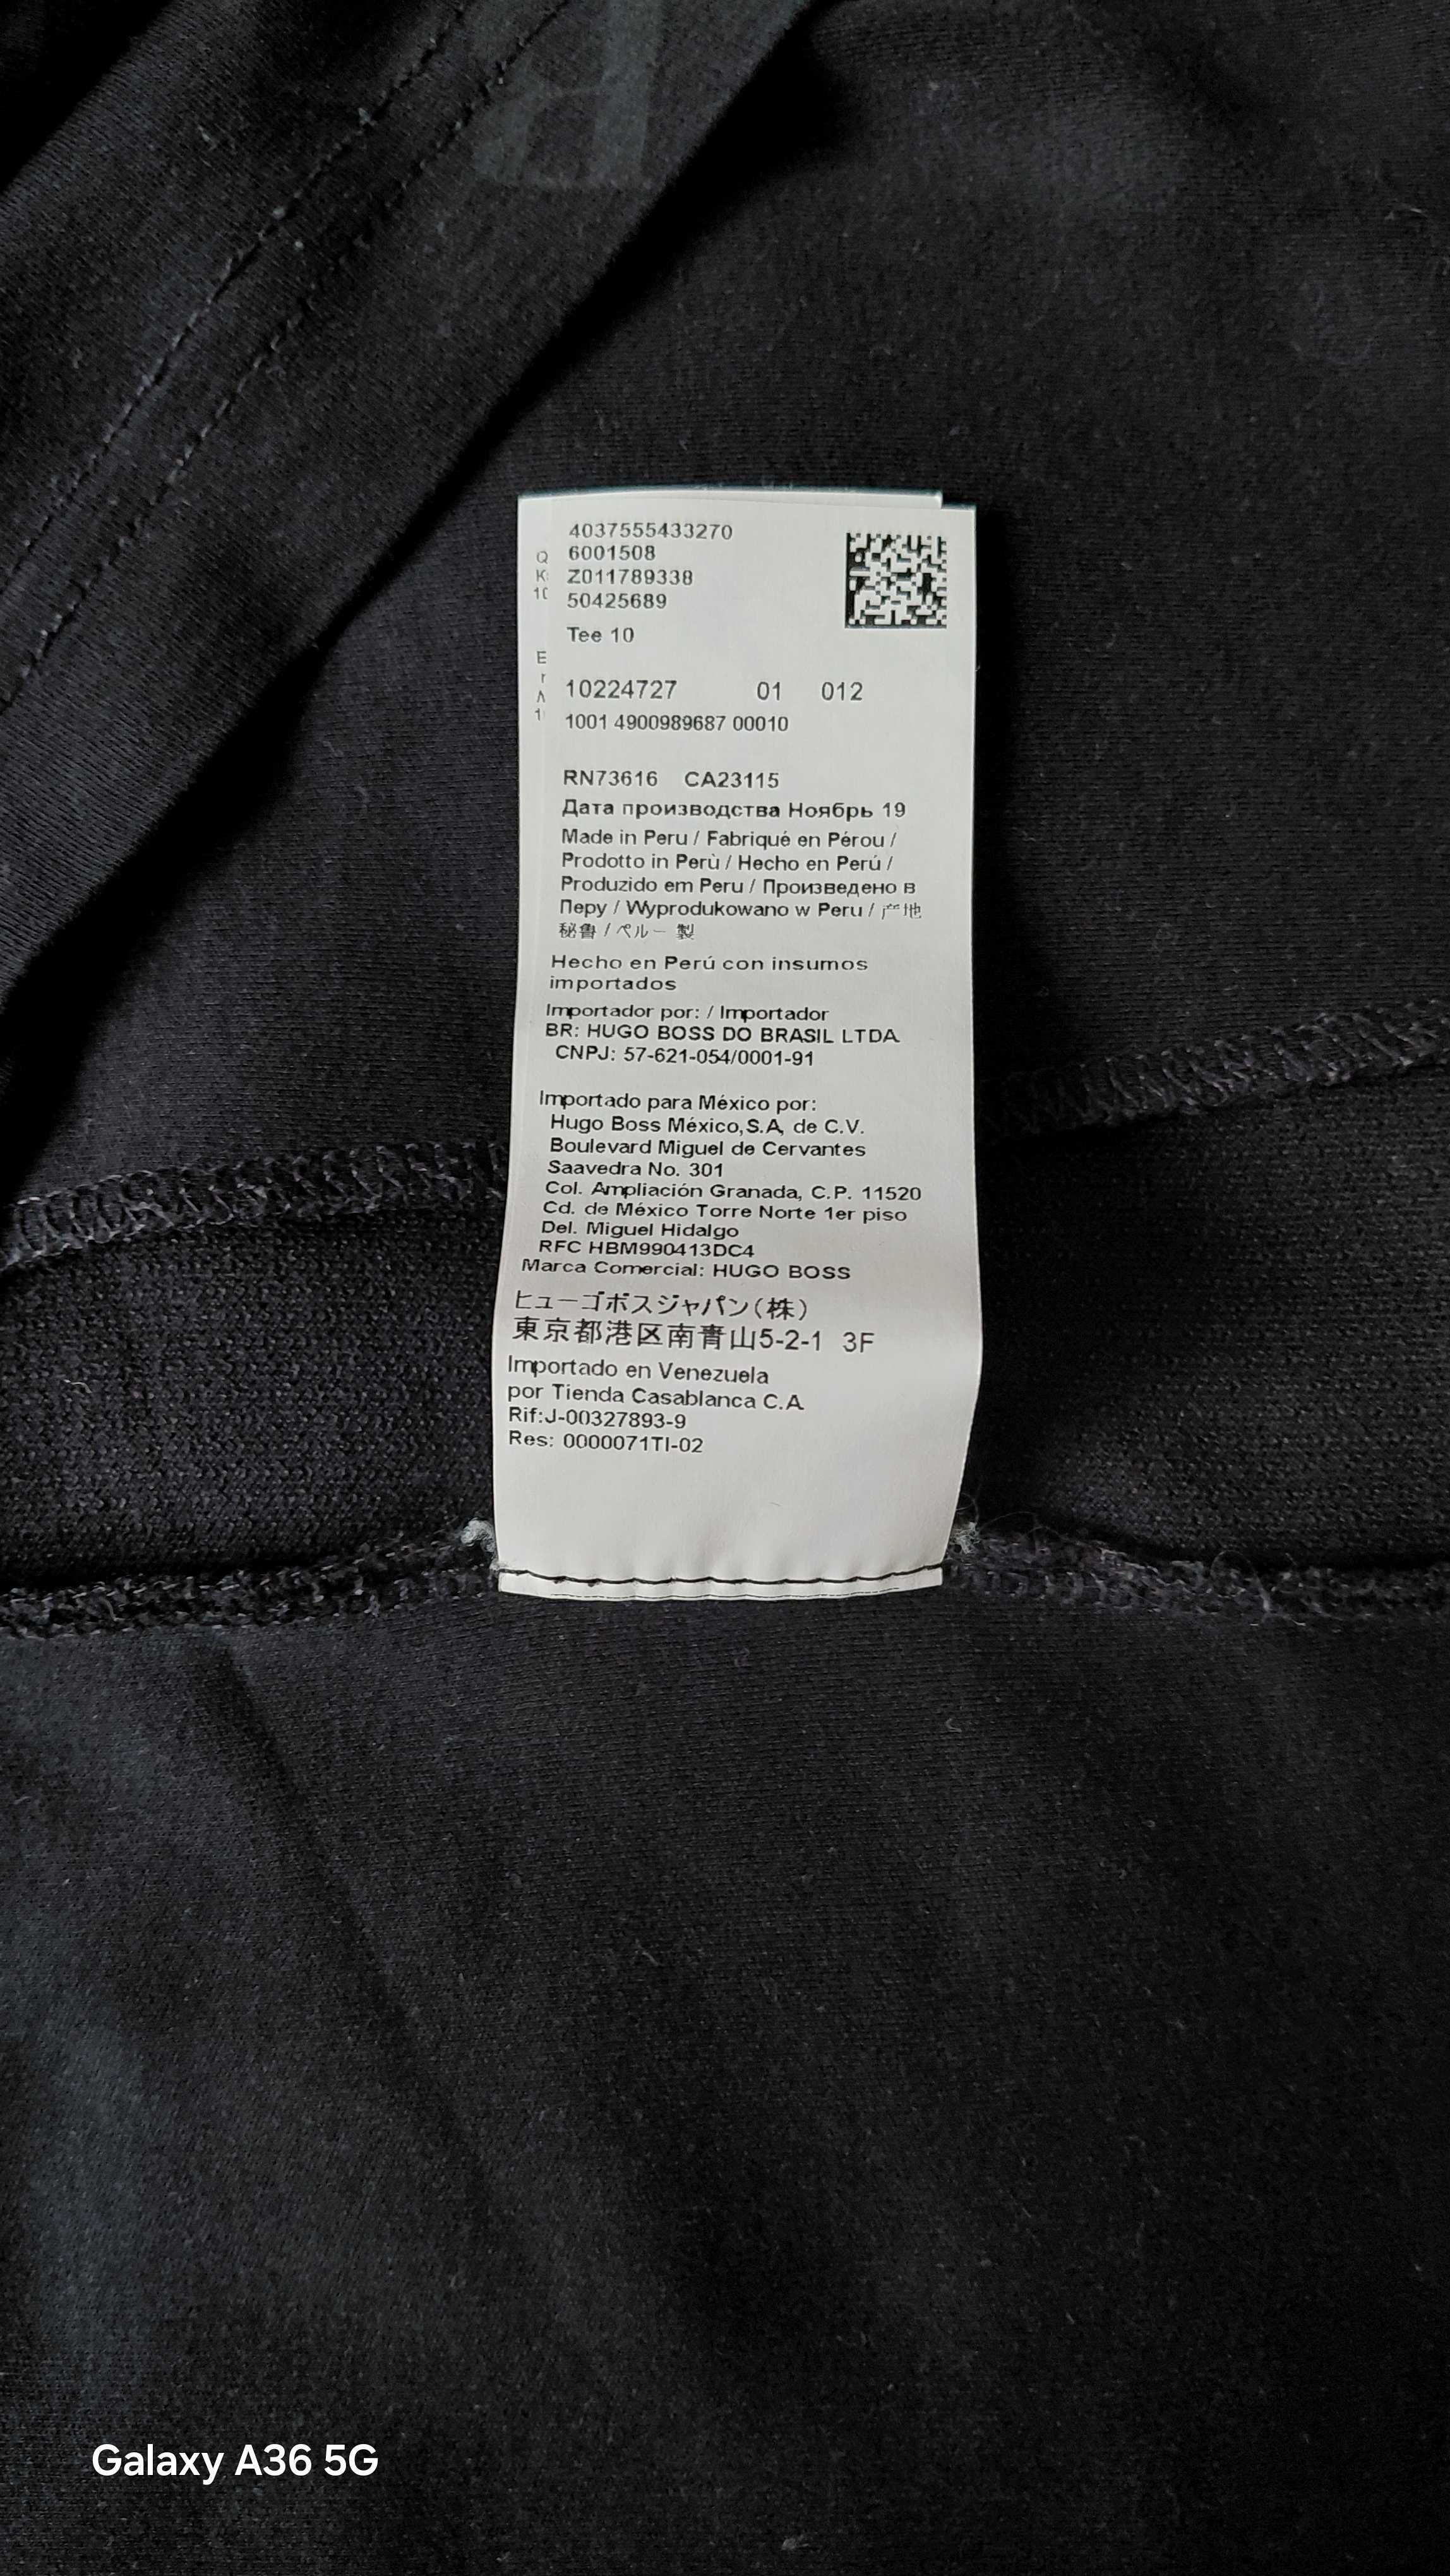 4037555433270
6001508
Z011789338
50425689
Tee 10
10224727 01 012
1001 4900989687 00010
RN73616 CA23115
Дата производства Ноябрь 19
Made in Peru / Fabriqué en Pérou /
Prodotto in Perù / Hecho en Perú /
Produzido em Peru / Произведено в
Перу / Wyprodukowano w Peru / 产地
秘魯 / ペルー 製
Hecho en Perú con insumos
importados
Importador por: / Importador
BR: HUGO BOSS DO BRASIL LTDA
CNPJ: 57-621-054/0001-91
Importado para México por:
Hugo Boss México,S.A, de C.V.
Boulevard Miguel de Cervantes
Saavedra No. 301
Col. Ampliación Granada, C.P. 11520
Cd. de México Torre Norte 1er piso
Del. Miguel Hidalgo
RFC HBM990413DC4
Marca Comercial: HUGO BOSS
ヒューゴボスジャパン(株)
東京都港区南青山5-2-1 3F
Importado en Venezuela
por Tienda Casablanca C.A
Rif:J-00327893-9
Res: 0000071TI-02
Galaxy A36 5G